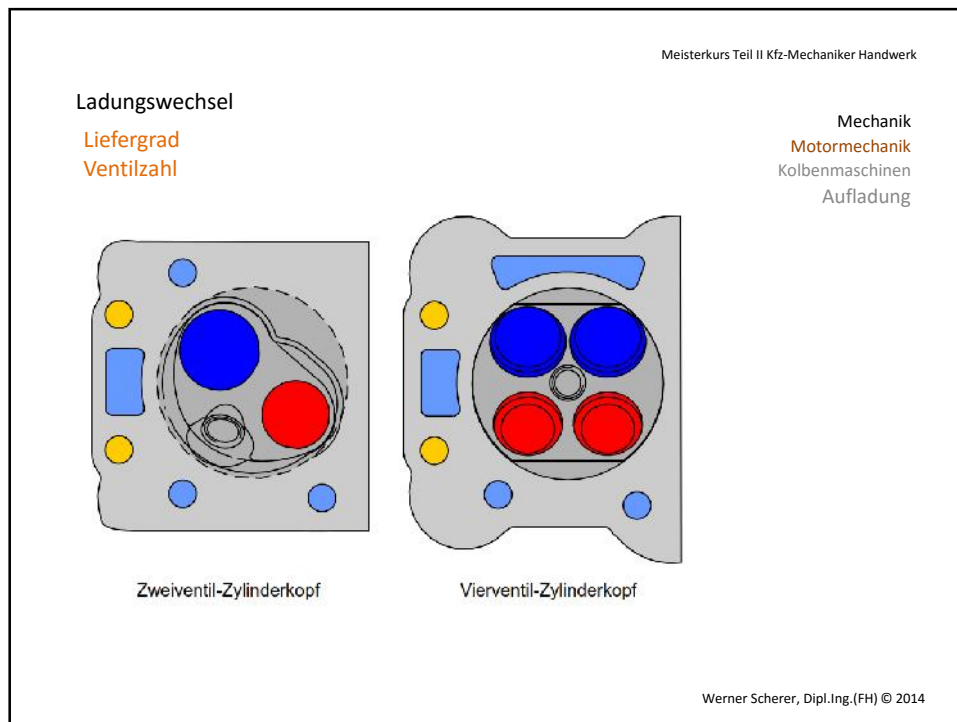 Meisterkurs Teil II Kfz-Mechaniker Handwerk
Ladungswechsel
Liefergrad
Ventilzahl
Mechanik
Motormechanik
Kolbenmaschinen
Aufladung
Zweiventil-Zylinderkopf
Vierventil-Zylinderkopf
Werner Scherer, Dipl.Ing.(FH) © 2014